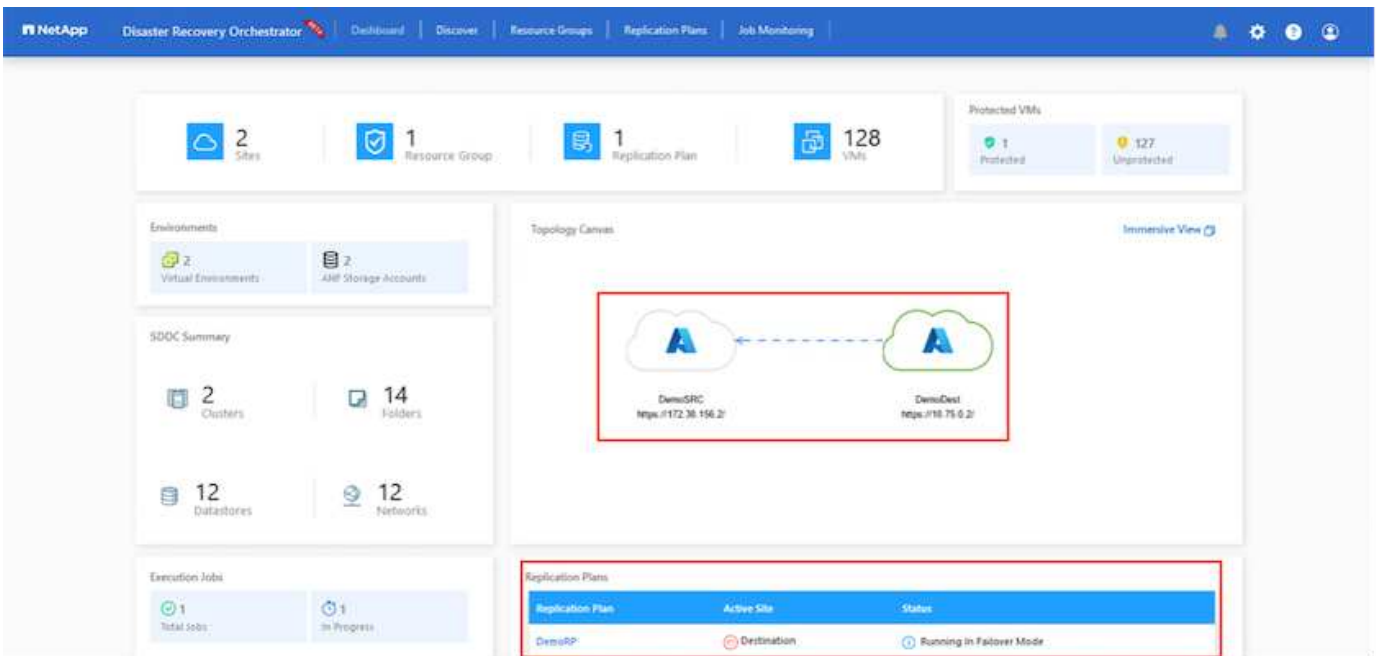 NetApp Disaster Recovery Orchestrator Dashboard Discover Resource Groups Replication Plans Job Monitoring
2
Sites
1
Resource Group
1
Replication Plan
128
VMs
Protected VMs
1
Protected
127
Unprotected
Environments
2
Virtual Environments
2
ANF Storage Accounts
Topology Canvas
Immersive View
DemoSRC
https://172.30.156.2/
DemoDest
https://10.75.0.2/
SDDC Summary
2
Clusters
14
Folders
12
Datastores
12
Networks
Execution Jobs
1
Total Jobs
1
In Progress
Replication Plans
Replication Plan Active Site Status
DemoRP Destination Running In Failover Mode